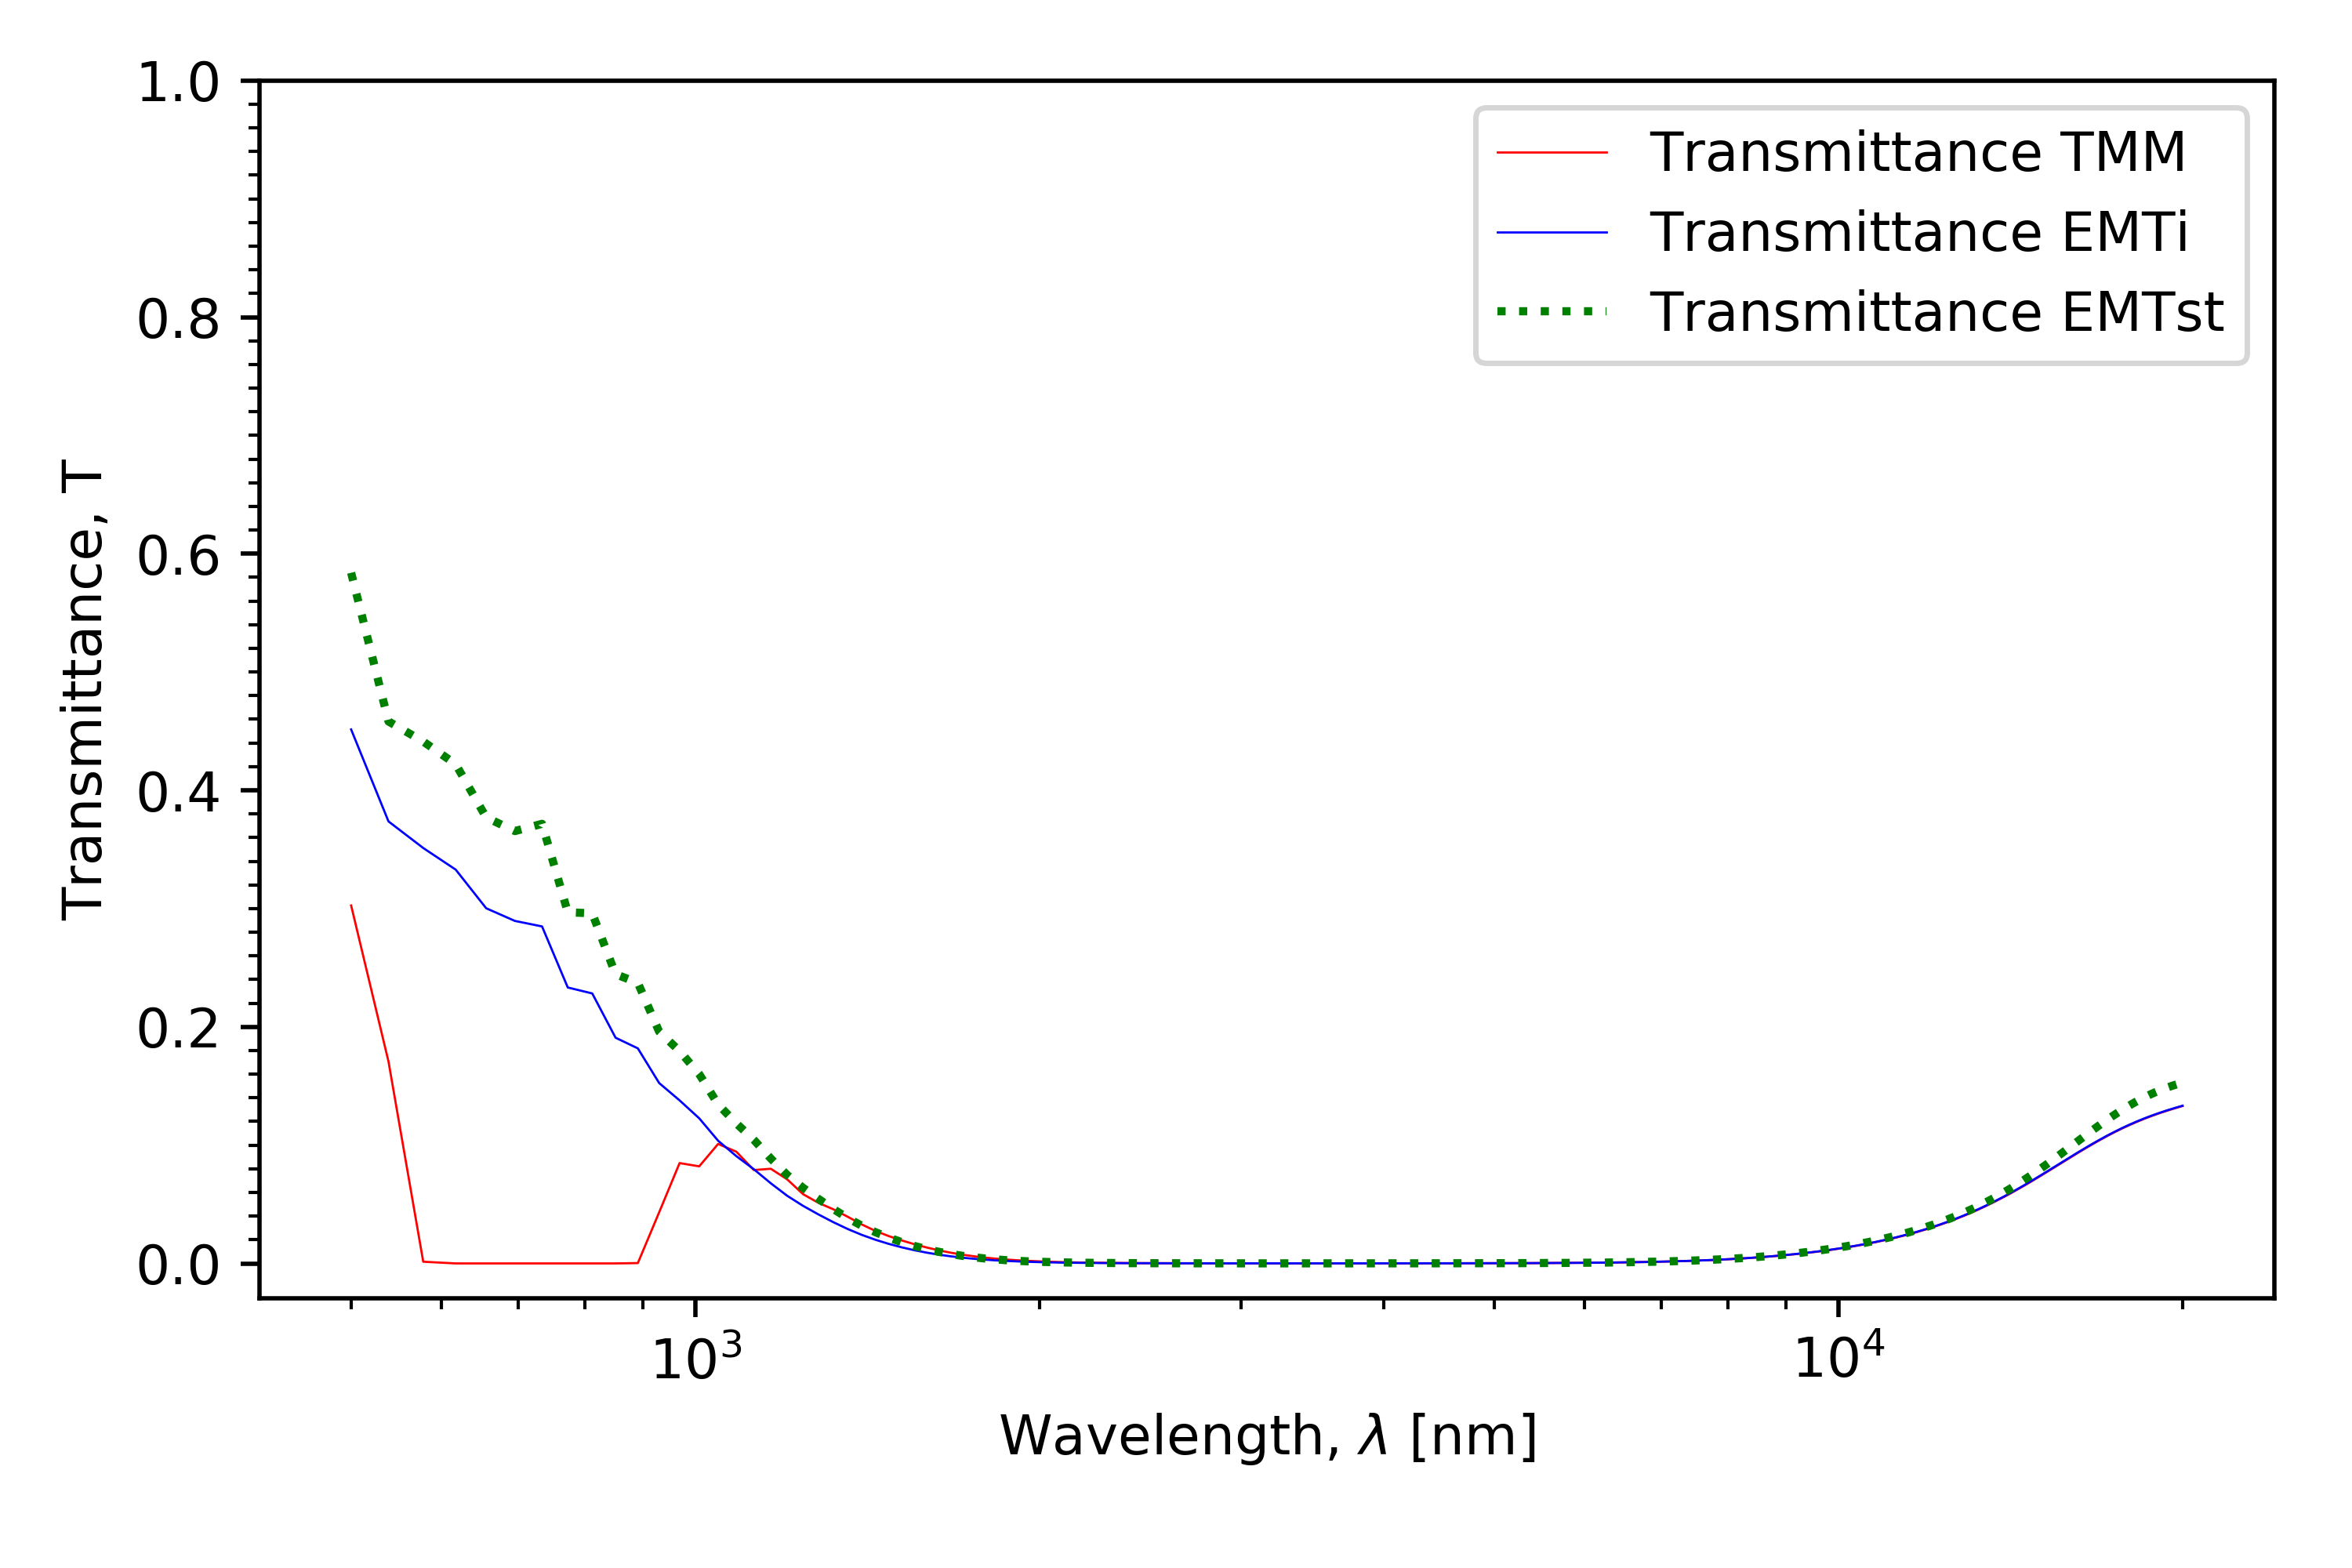 1.0
0.8
0.6
0.4
0.2
0.0
Transmittance, T
Transmittance TMM
Transmittance EMTi
Transmittance EMTst
10³
10⁴
Wavelength, λ [nm]